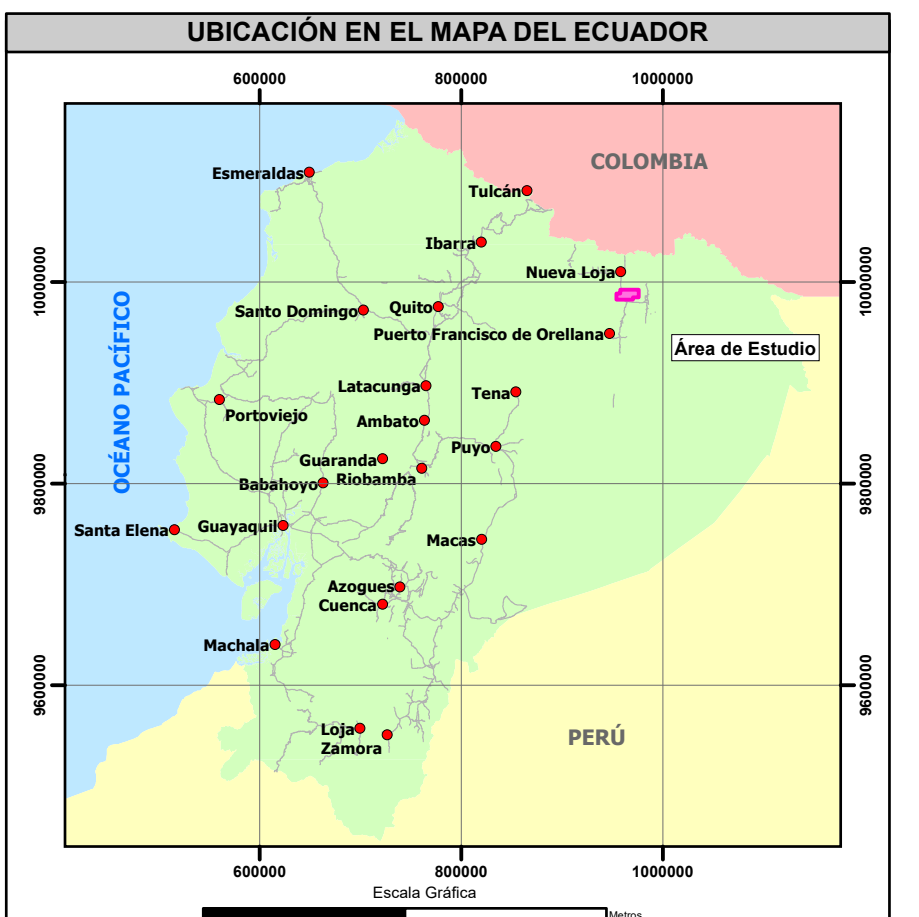 UBICACIÓN EN EL MAPA DEL ECUADOR
600000 800000 1000000
COLOMBIA
Esmeraldas
Tulcán
Ibarra
Nueva Loja
10000000 10000000
Santo Domingo Quito
Puerto Francisco de Orellana
Área de Estudio
OCÉANO PACÍFICO
Latacunga
Tena
Portoviejo
Ambato
Puyo
Guaranda
Riobamba
Babahoyo
9800000 9800000
Santa Elena
Guayaquil
Macas
Azogues
Cuenca
Machala
9600000 9600000
Loja
Zamora
PERÚ
600000 800000 1000000
Escala Gráfica
Metros